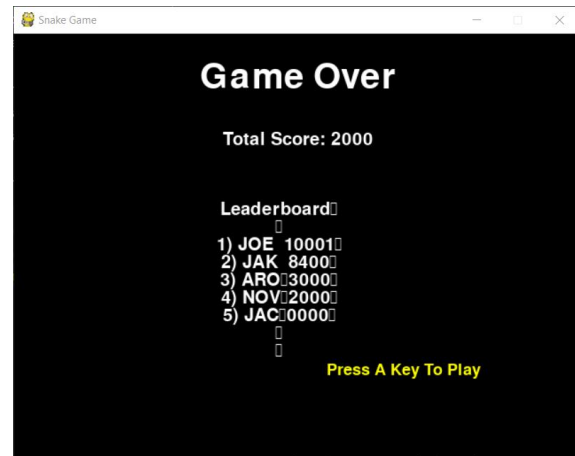 Snake Game
Game Over
Total Score: 2000
Leaderboard▯
▯
1) JOE  10001▯
2) JAK  8400▯
3) ARO▯3000▯
4) NOV▯2000▯
5) JAC▯0000▯
▯
▯
Press A Key To Play